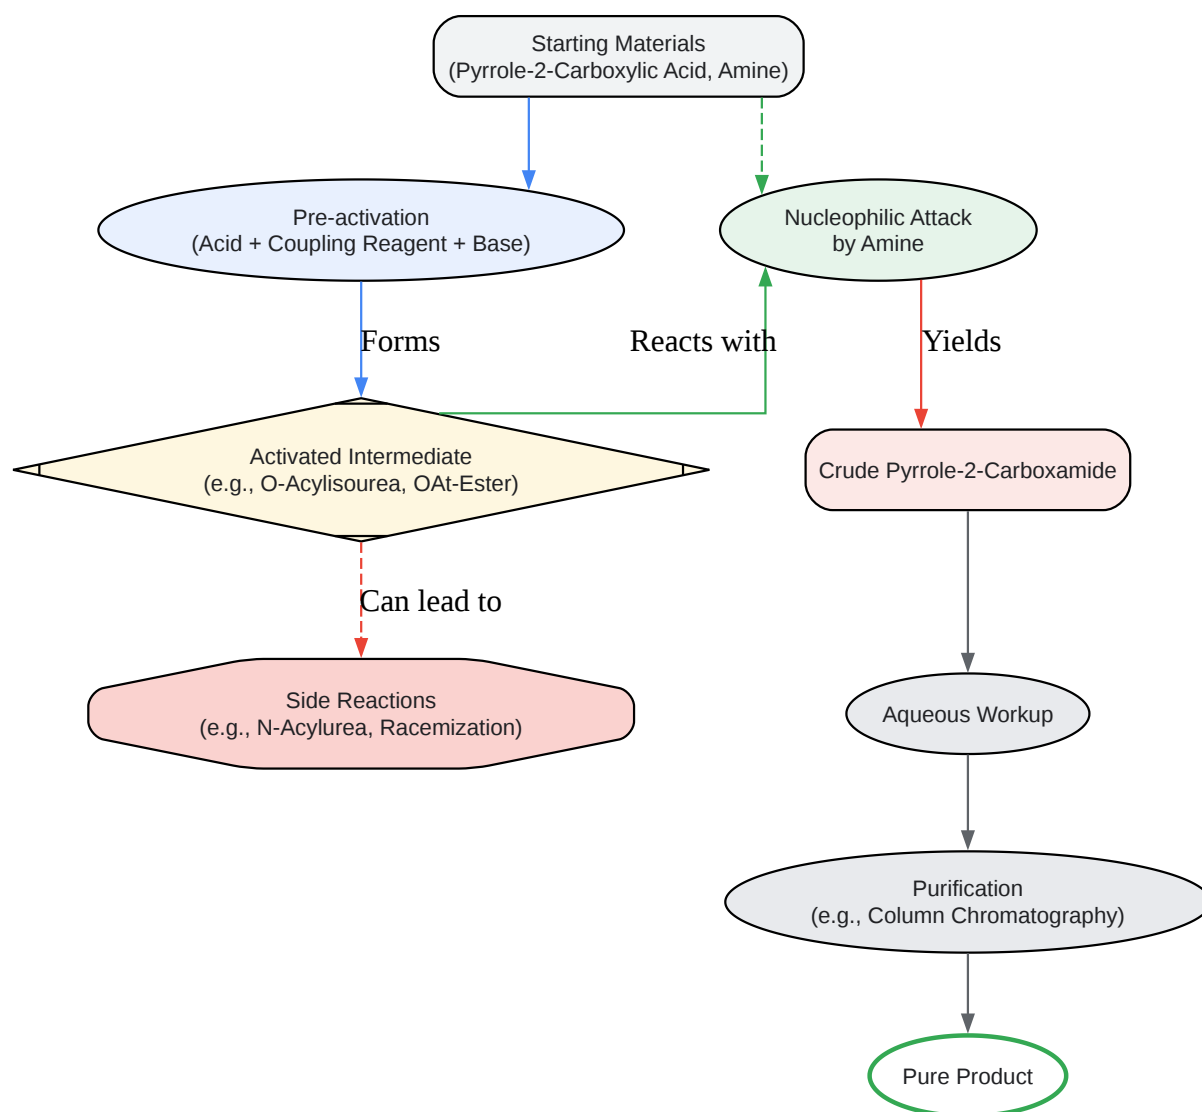 Starting Materials
(Pyrrole-2-Carboxylic Acid, Amine)
Pre-activation
(Acid + Coupling Reagent + Base)
Nucleophilic Attack
by Amine
Forms
Reacts with
Yields
Activated Intermediate
(e.g., O-Acylisourea, OAt-Ester)
Crude Pyrrole-2-Carboxamide
Can lead to
Side Reactions
(e.g., N-Acylurea, Racemization)
Aqueous Workup
Purification
(e.g., Column Chromatography)
Pure Product